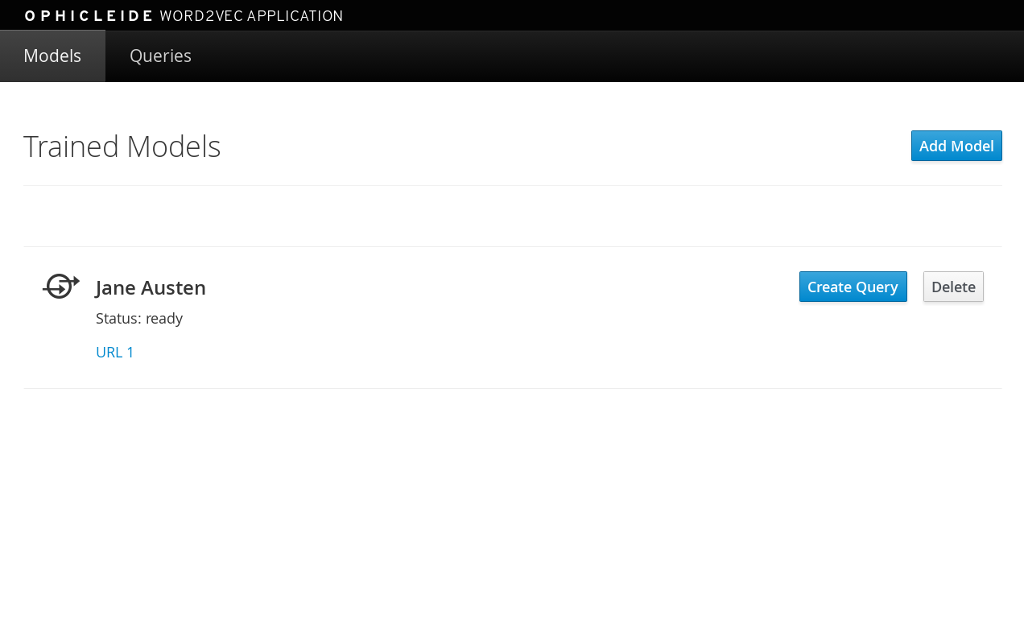 OPHICLEIDE WORD2VEC APPLICATION
Models Queries
Trained Models
Add Model
Jane Austen
Create Query Delete
Status: ready
URL 1